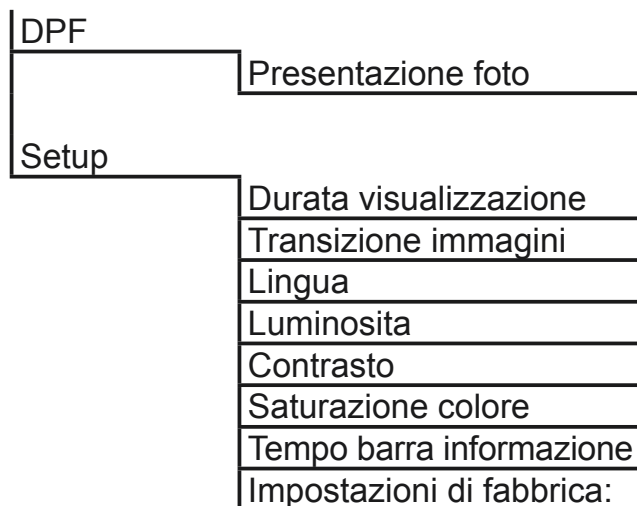 DPF
Presentazione foto
Setup
Durata visualizzazione
Transizione immagini
Lingua
Luminosita
Contrasto
Saturazione colore
Tempo barra informazione
Impostazioni di fabbrica: